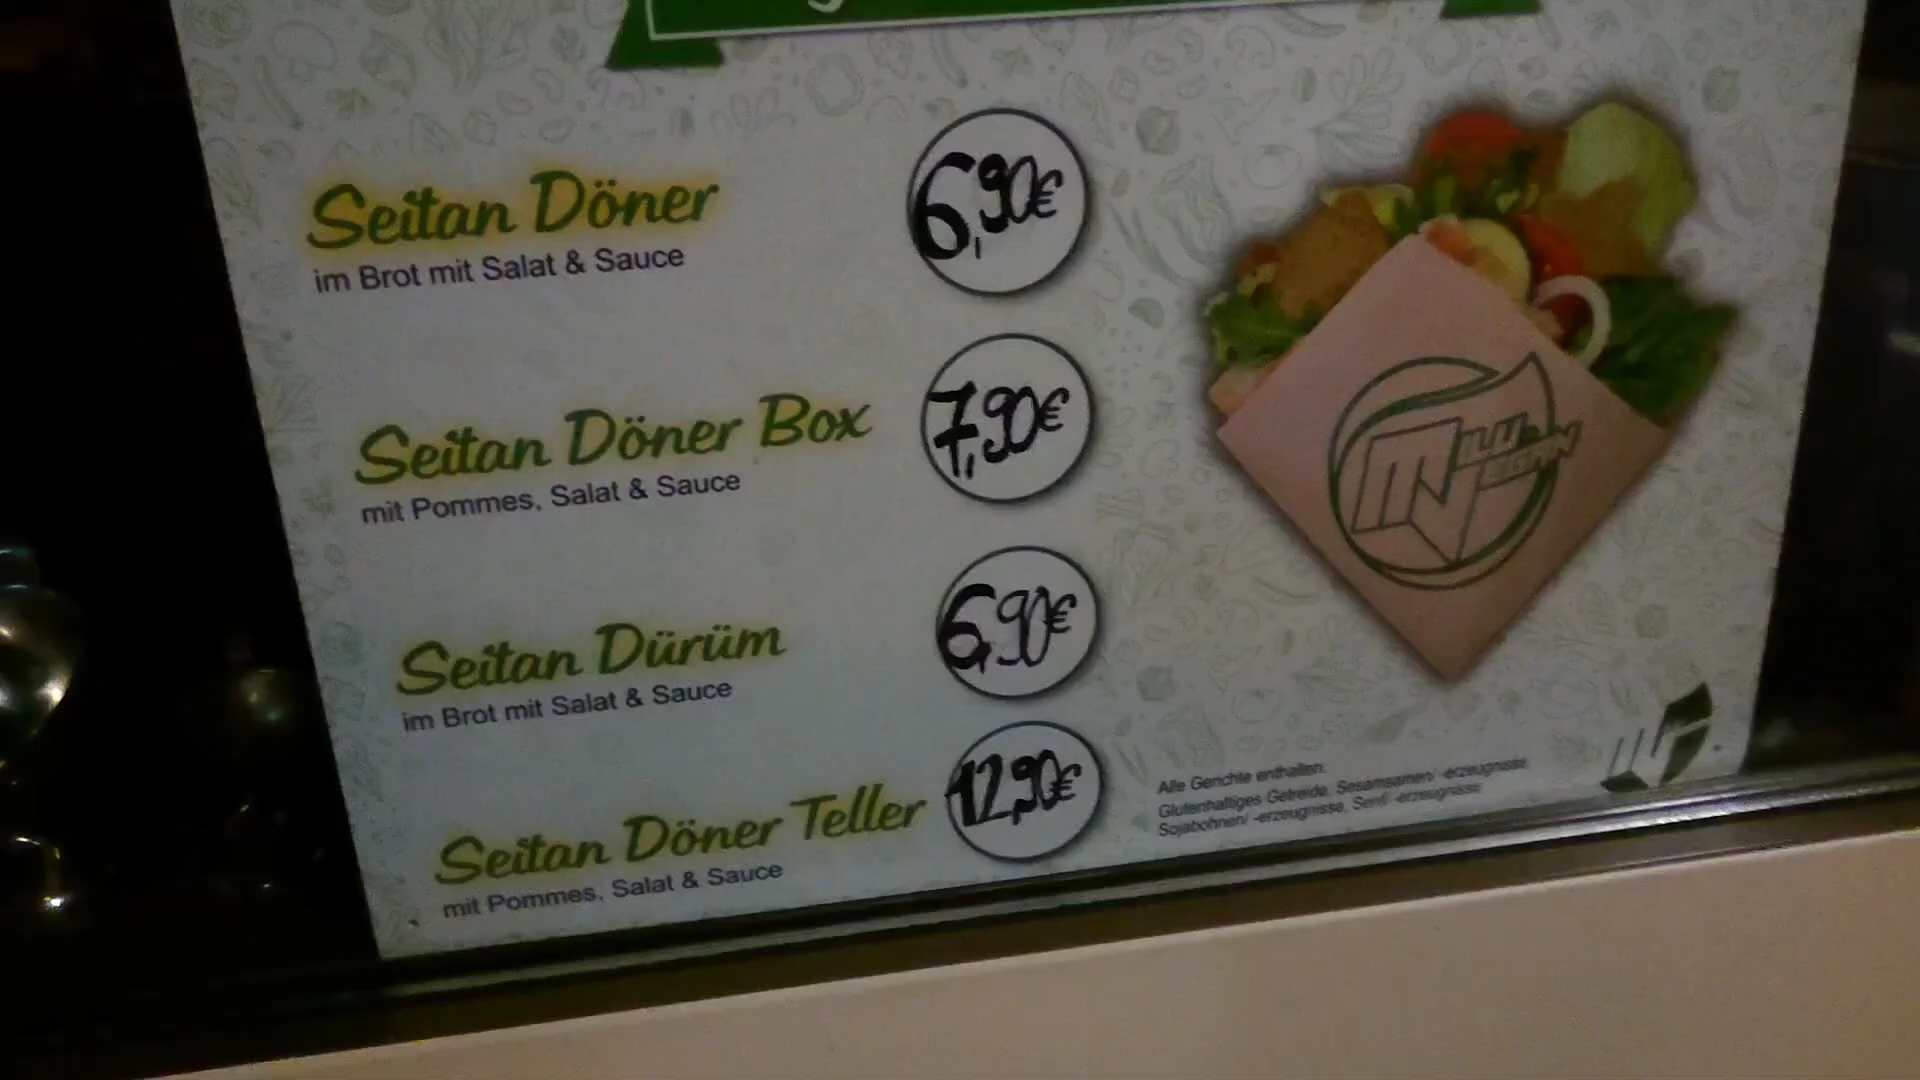 Seitan Döner
im Brot mit Salat & Sauce
6,90€
Seitan Döner Box
mit Pommes, Salat & Sauce
7,90€
Seitan Dürüm
im Brot mit Salat & Sauce
6,90€
Seitan Döner Teller
mit Pommes, Salat & Sauce
12,90€
MILU
VEGAN
Alle Gerichte enthalten:
Glutenhaltiges Getreide, Sesamsamen/ -erzeugnisse
Sojabohnen/ -erzeugnisse, Senf/ -erzeugnisse